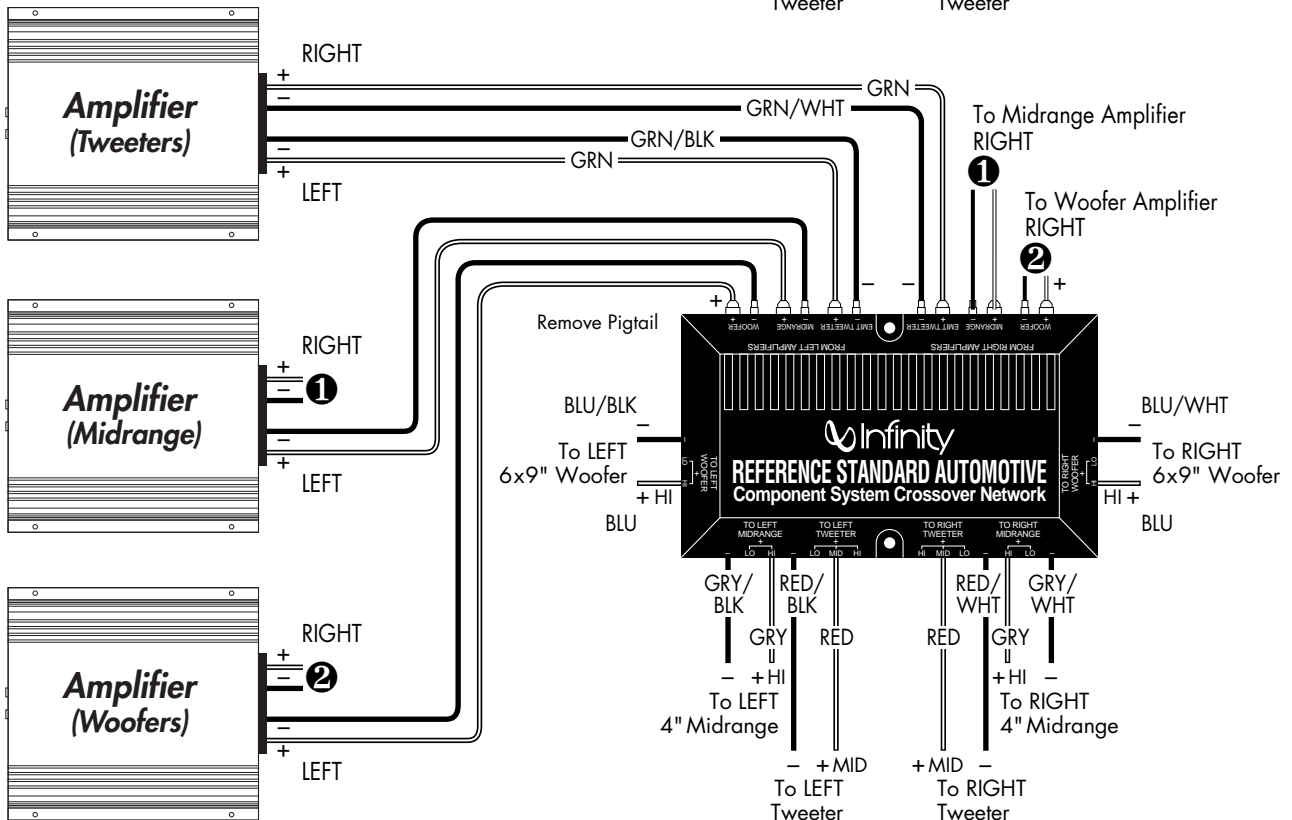 Tweeter
Tweeter
RIGHT
+
–
–
+
LEFT
Amplifier
(Tweeters)
GRN
GRN/WHT
GRN/BLK
GRN
To Midrange Amplifier
RIGHT
1
To Woofer Amplifier
RIGHT
2
+
–
–
+
Remove Pigtail
RIGHT
+
–
1
–
+
LEFT
Amplifier
(Midrange)
WOOFER
+ –
MIDRANGE
+ –
EMIT TWEETER
+ –
EMIT TWEETER
– +
MIDRANGE
– +
WOOFER
– +
FROM LEFT AMPLIFIERS
FROM RIGHT AMPLIFIERS
BLU/BLK
–
To LEFT
6x9" Woofer
+ HI
BLU
–
LO
+
HI
TO LEFT
WOOFER
Infinity
REFERENCE STANDARD AUTOMOTIVE
Component System Crossover Network
TO RIGHT
WOOFER
–
LO
+
HI
BLU/WHT
–
To RIGHT
6x9" Woofer
HI +
BLU
TO LEFT
MIDRANGE
+
– LO HI
TO LEFT
TWEETER
+
– LO MID HI
TO RIGHT
TWEETER
+
HI MID LO –
TO RIGHT
MIDRANGE
+
HI LO –
GRY/
BLK
RED/
BLK
RED/
WHT
GRY/
WHT
GRY
RED
RED
GRY
– + HI
To LEFT
4" Midrange
+ HI –
To RIGHT
4" Midrange
– + MID
To LEFT
Tweeter
+ MID –
To RIGHT
Tweeter
RIGHT
+
–
2
–
+
LEFT
Amplifier
(Woofers)